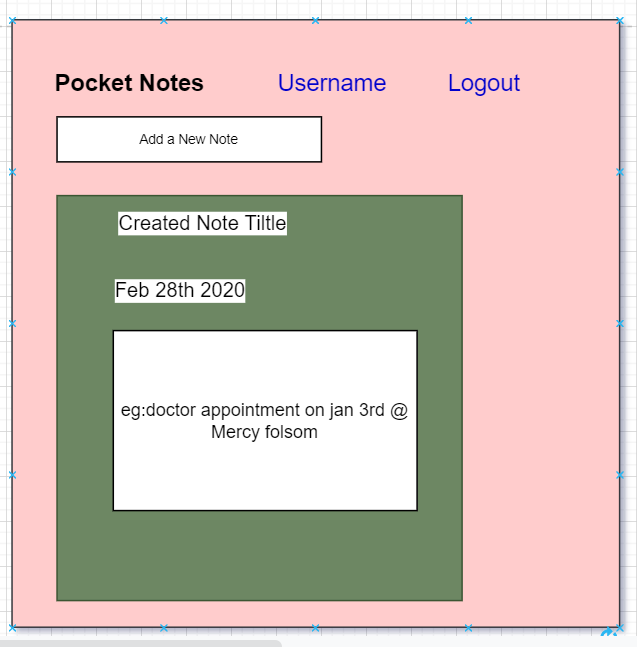 Pocket Notes Username Logout
Add a New Note
Created Note Tiltle
Feb 28th 2020
eg:doctor appointment on jan 3rd @
Mercy folsom